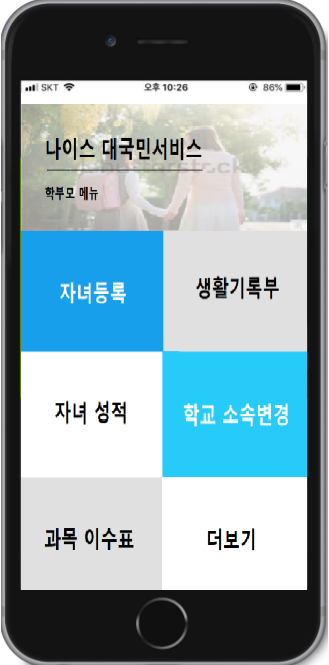 SKT 오후 10:26 86%
나이스 대국민서비스
학부모 메뉴
자녀등록 생활기록부
자녀 성적 학교 소속변경
과목 이수표 더보기